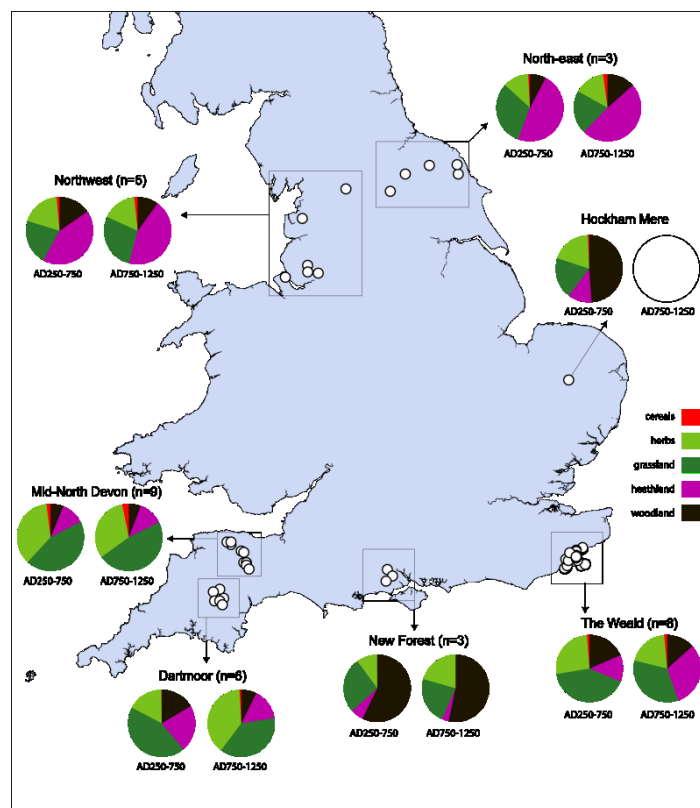 North-east (n=3)
AD250-750 AD750-1250
Northwest (n=5)
AD250-750 AD750-1250
Hockham Mere
AD250-750 AD750-1250
cereals
herbs
grassland
heathland
woodland
Mid-North Devon (n=9)
AD250-750 AD750-1250
The Weald (n=8)
AD250-750 AD750-1250
New Forest (n=3)
AD250-750 AD750-1250
Dartmoor (n=6)
AD250-750 AD750-1250